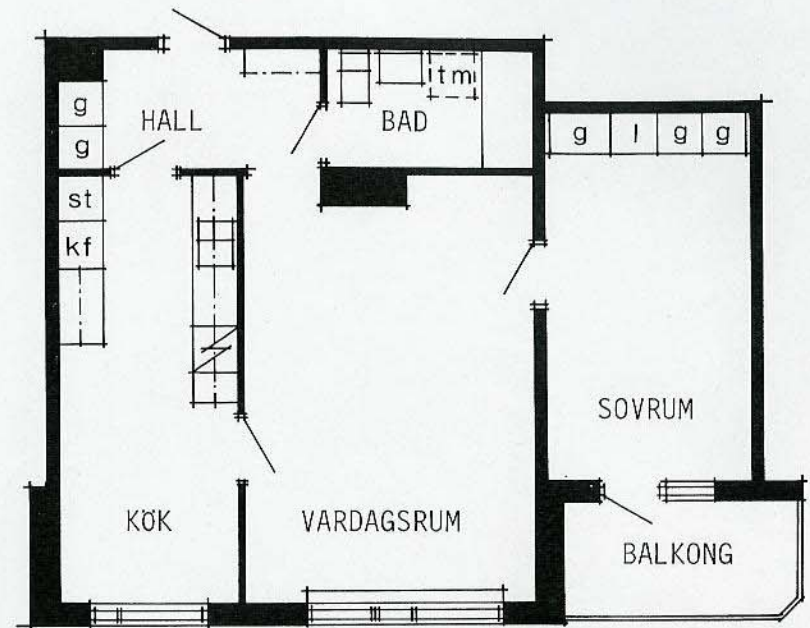 tm
g
HALL
BAD
g
g l g g
st
kf
SOVRUM
KÖK
VARDAGSRUM
BALKONG